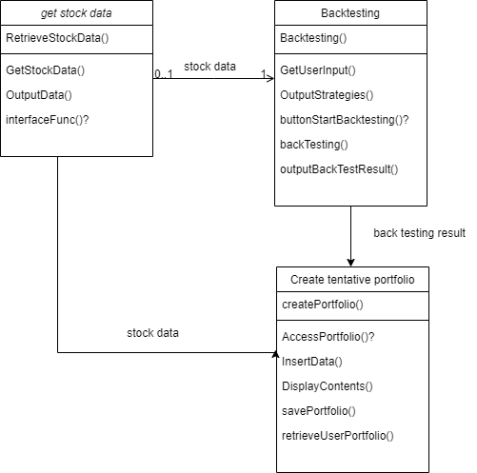 get stock data
RetrieveStockData()
GetStockData()
OutputData()
interfaceFunc()?
0..1
stock data
1
Backtesting
Backtesting()
GetUserInput()
OutputStrategies()
buttonStartBacktesting()?
backTesting()
outputBackTestResult()
back testing result
stock data
Create tentative portfolio
createPortfolio()
AccessPortfolio()?
InsertData()
DisplayContents()
savePortfolio()
retrieveUserPortfolio()